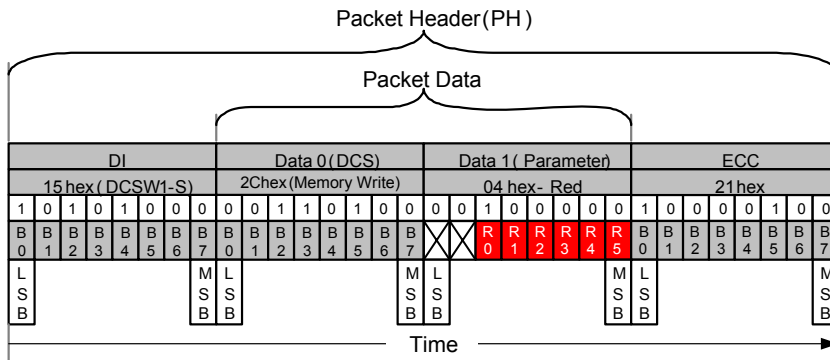 Packet Header(PH)
Packet Data
DI Data 0(DCS) Data 1( Parameter) ECC
15 hex( DCSW1-S) 2Chex(Memory Write) 04 hex- Red 21hex
1 0 1 0 1 0 0 0 0 0 1 1 0 1 0 0 0 0 1 0 0 0 0 0 1 0 0 0 0 1 0 0
B0 B1 B2 B3 B4 B5 B6 B7 B0 B1 B2 B3 B4 B5 B6 B7 R0 R1 R2 R3 R4 R5 B0 B1 B2 B3 B4 B5 B6 B7
LSB MSB LSB MSB LSB MSB LSB MSB
Time